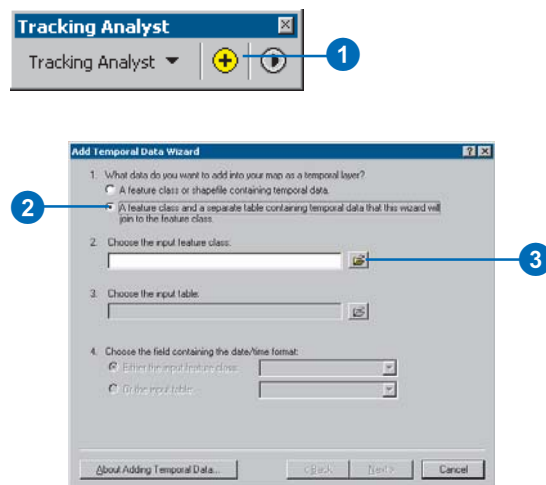 Tracking Analyst
Tracking Analyst
1
Add Temporal Data Wizard
1. What data do you want to add into your map as a temporal layer?
A feature class or shapefile containing temporal data.
2
A feature class and a separate table containing temporal data that this wizard will
join to the feature class.
2. Choose the input feature class:
3
3. Choose the input table:
4. Choose the field containing the date/time format:
Either the input feature class:
Or the input table:
About Adding Temporal Data...
< Back
Next >
Cancel